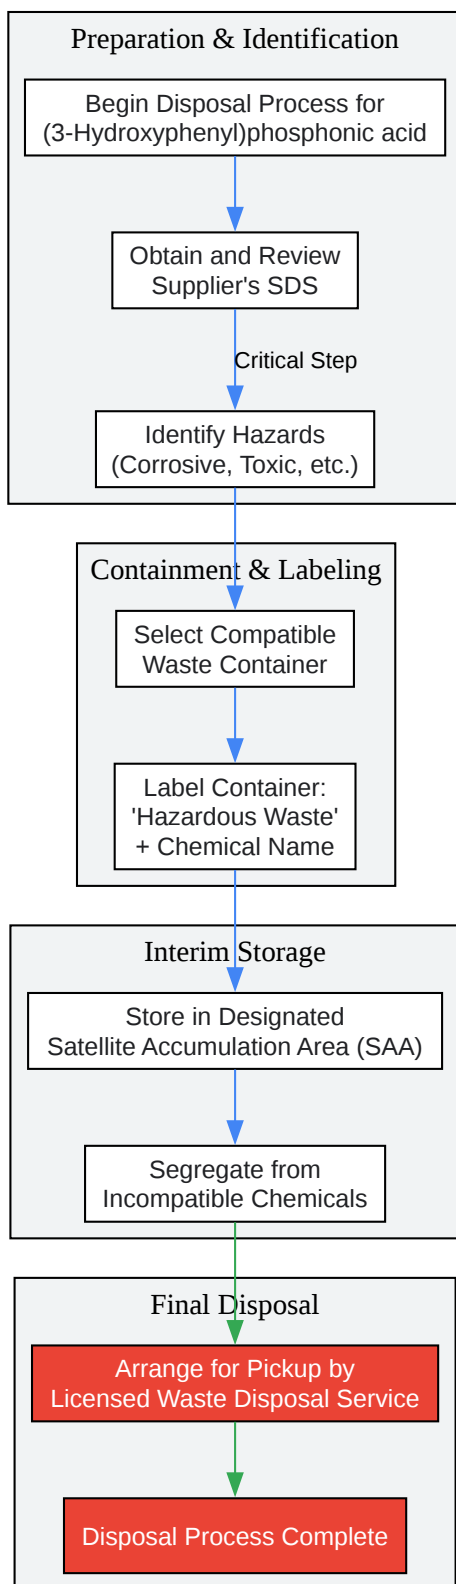 Preparation & Identification
Begin Disposal Process for
(3-Hydroxyphenyl)phosphonic acid
Obtain and Review
Supplier's SDS
Critical Step
Identify Hazards
(Corrosive, Toxic, etc.)
Containment & Labeling
Select Compatible
Waste Container
Label Container:
'Hazardous Waste'
+ Chemical Name
Interim Storage
Store in Designated
Satellite Accumulation Area (SAA)
Segregate from
Incompatible Chemicals
Final Disposal
Arrange for Pickup by
Licensed Waste Disposal Service
Disposal Process Complete